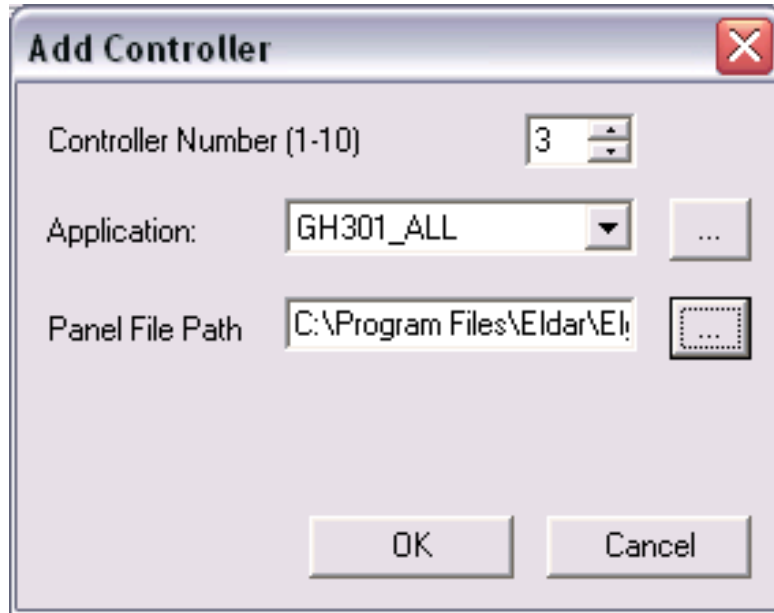 Add Controller
Controller Number (1-10) 3
Application: GH301_ALL ...
Panel File Path C:\Program Files\Eldar\El ...
OK Cancel